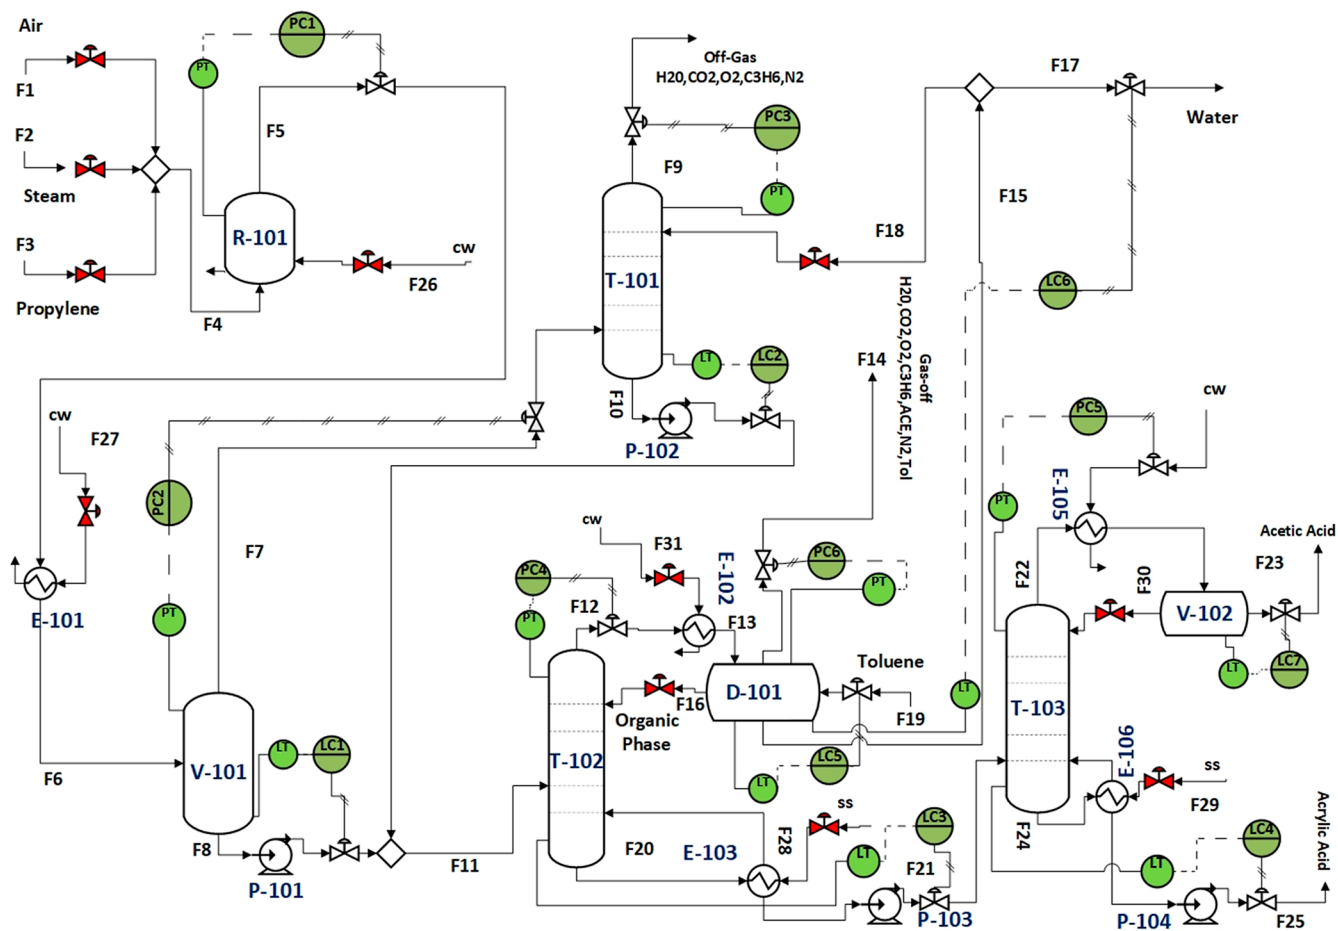 Air
PC1
PT
F1
F2
Steam
F3
Propylene
F4
F5
R-101
cw
F26
Off-Gas
H20,CO2,O2,C3H6,N2
PC3
PT
F9
T-101
F18
F17
Water
F15
LC6
LT
LC2
F10
P-102
F14
Gas-off
H20,CO2,O2,C3H6,ACE,N2,Tol
cw
F27
PC2
PT
E-101
F7
F6
V-101
LT
LC1
F8
P-101
F11
cw
F31
E-102
PC4
PT
F12
F13
PC6
PT
D-101
Toluene
F19
F16
Organic
Phase
T-102
LT
LC5
LT
F20
E-103
F28
ss
LC3
LT
F21
P-103
PC5
PT
cw
E-105
F22
F30
V-102
Acetic Acid
F23
LT
LC7
T-103
E-106
ss
F29
F24
LC4
LT
P-104
F25
Acrylic Acid